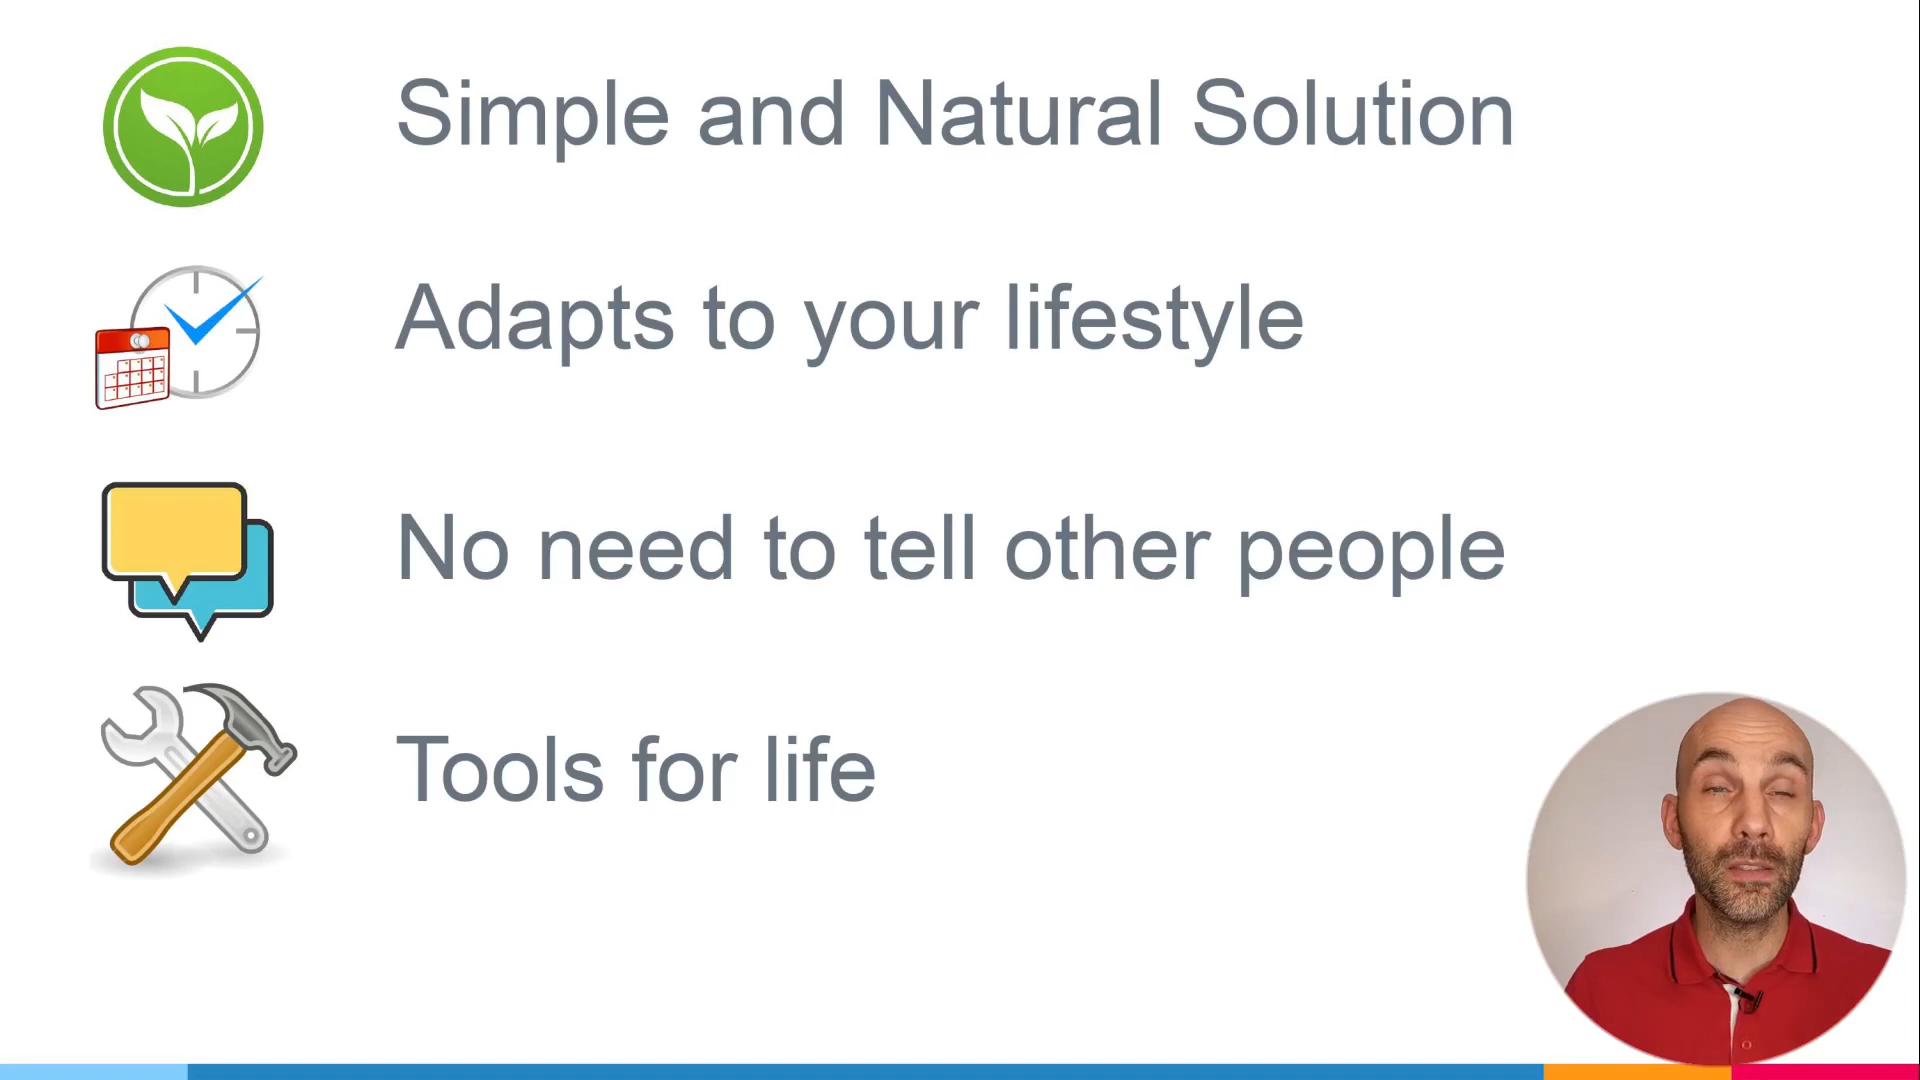 Simple and Natural Solution
Adapts to your lifestyle
No need to tell other people
Tools for life